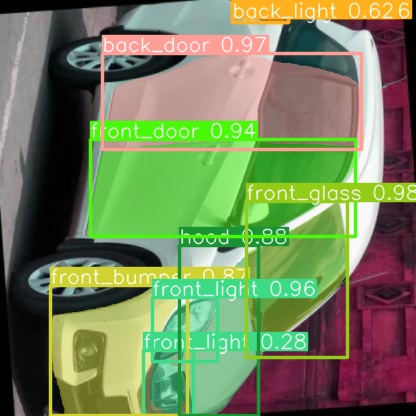 back_light 0.626
back_door 0.97
front_door 0.94
front_glass 0.98
hood 0.88
front_bumper 0.87
front_light 0.96
front_light 0.28